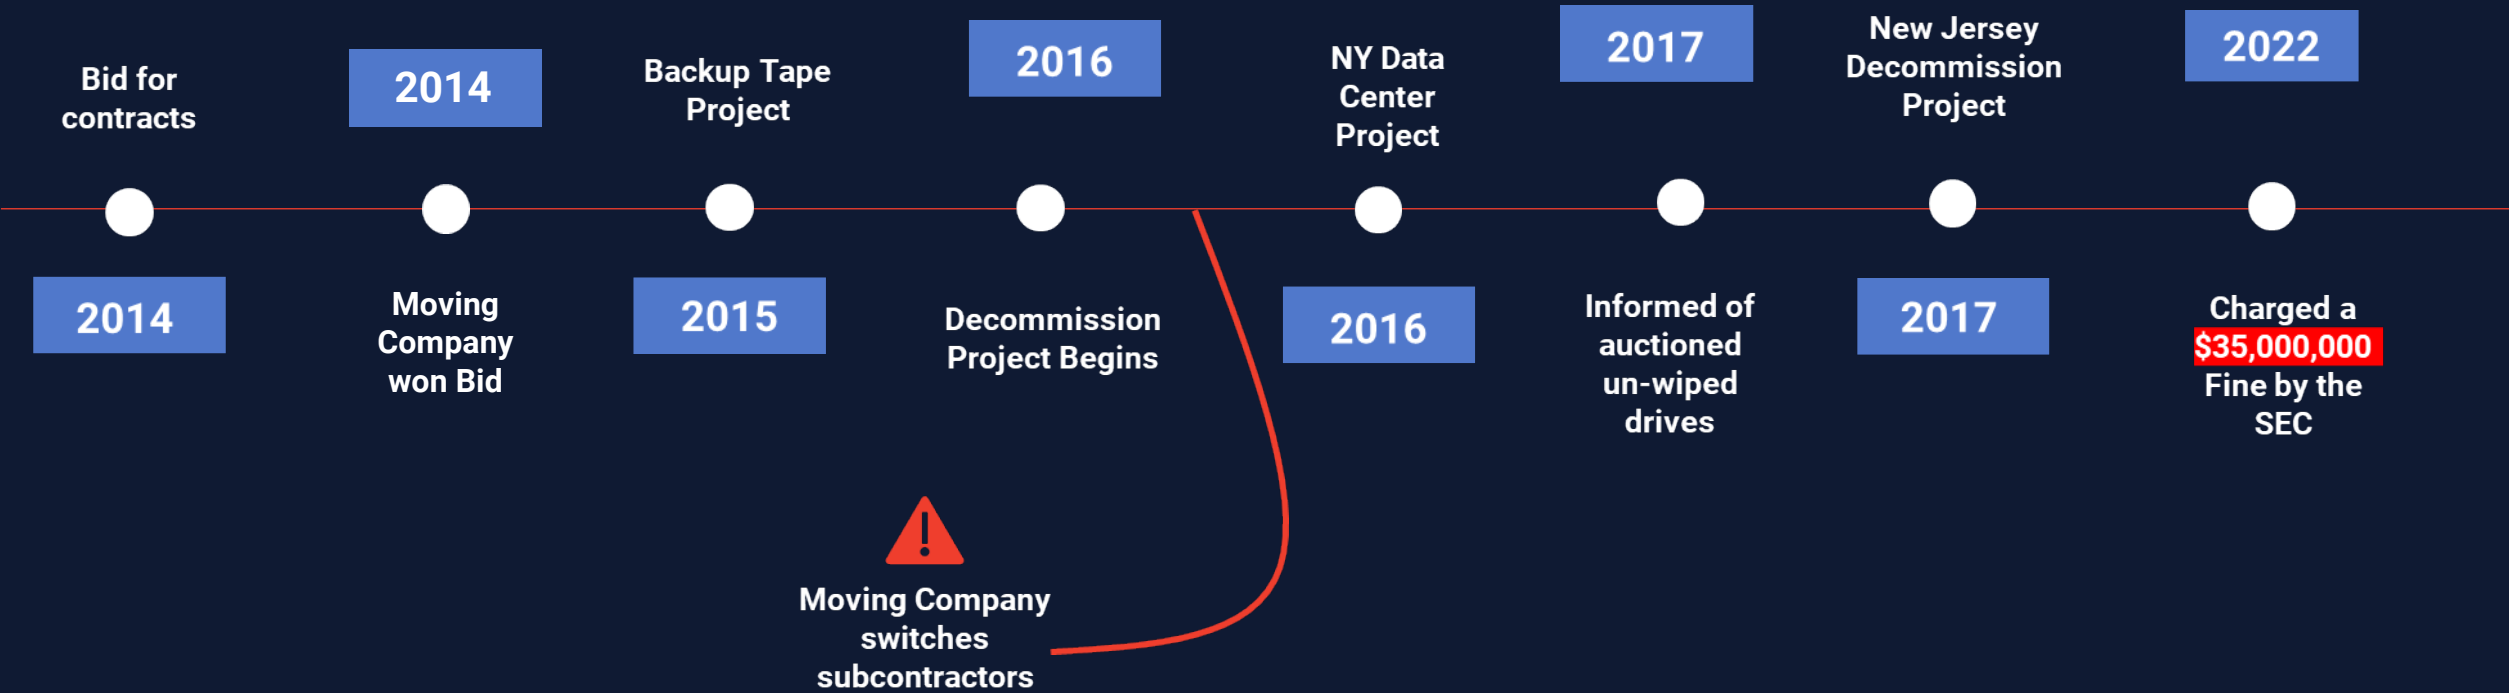 Bid for
contracts
2014
2014
Moving
Company
won Bid
Backup Tape
Project
2015
2016
Decommission
Project Begins
Moving Company
switches
subcontractors
NY Data
Center
Project
2016
2017
Informed of
auctioned
un-wiped
drives
New Jersey
Decommission
Project
2017
2022
Charged a
$35,000,000
Fine by the
SEC